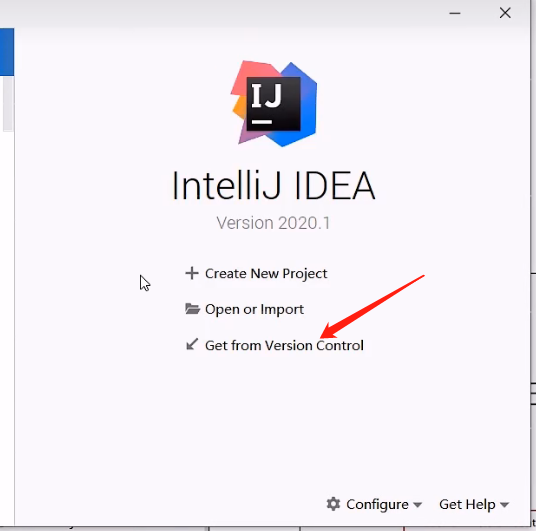 IJ
IntelliJ IDEA
Version 2020.1
Create New Project
Open or Import
Get from Version Control
Configure Get Help